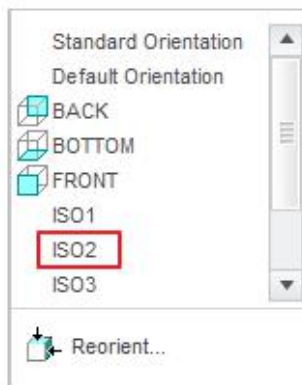 Standard Orientation
Default Orientation
BACK
BOTTOM
FRONT
ISO1
ISO2
ISO3
Reorient...